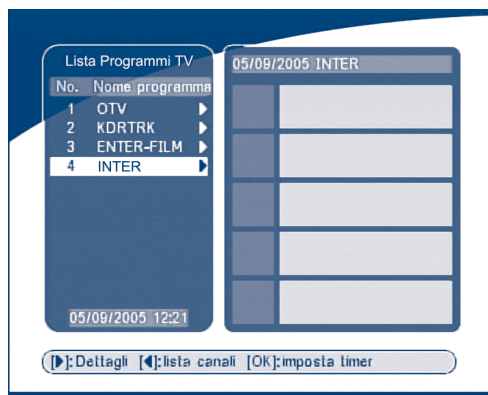 Lista Programmi TV
No. Nome programma
1 OTV
2 KDRTRK
3 ENTER-FILM
4 INTER
05/09/2005 12:21
05/09/2005 INTER
[▶]:Dettagli [◀]:lista canali [OK]:imposta timer